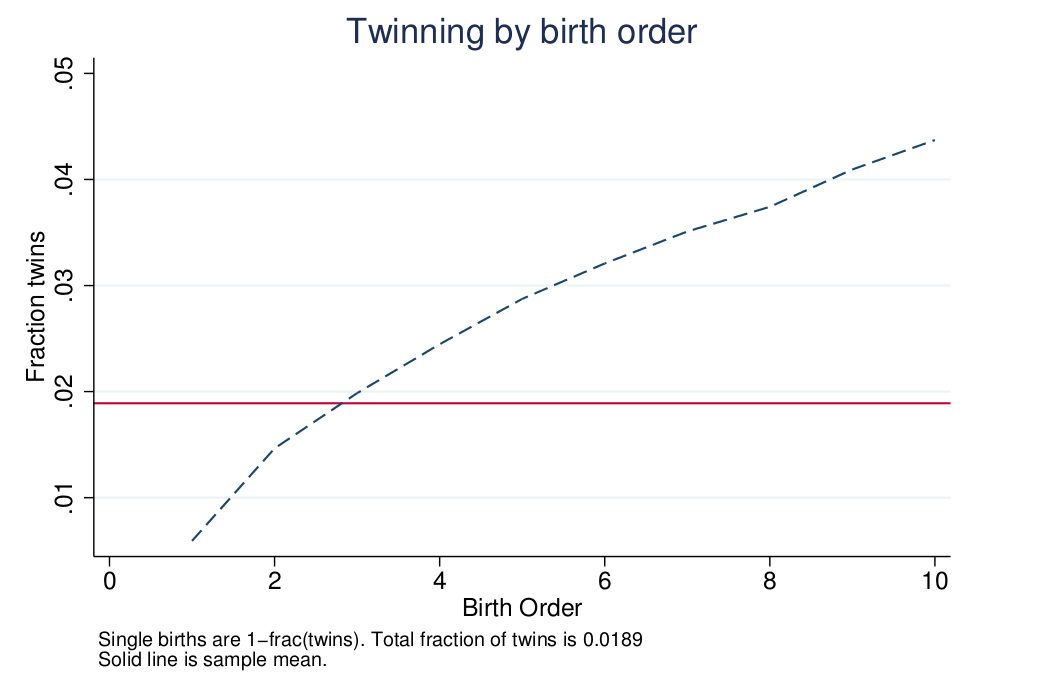 Twinning by birth order
.05
.04
.03
.02
.01
Fraction twins
0 2 4 6 8 10
Birth Order
Single births are 1−frac(twins). Total fraction of twins is 0.0189
Solid line is sample mean.